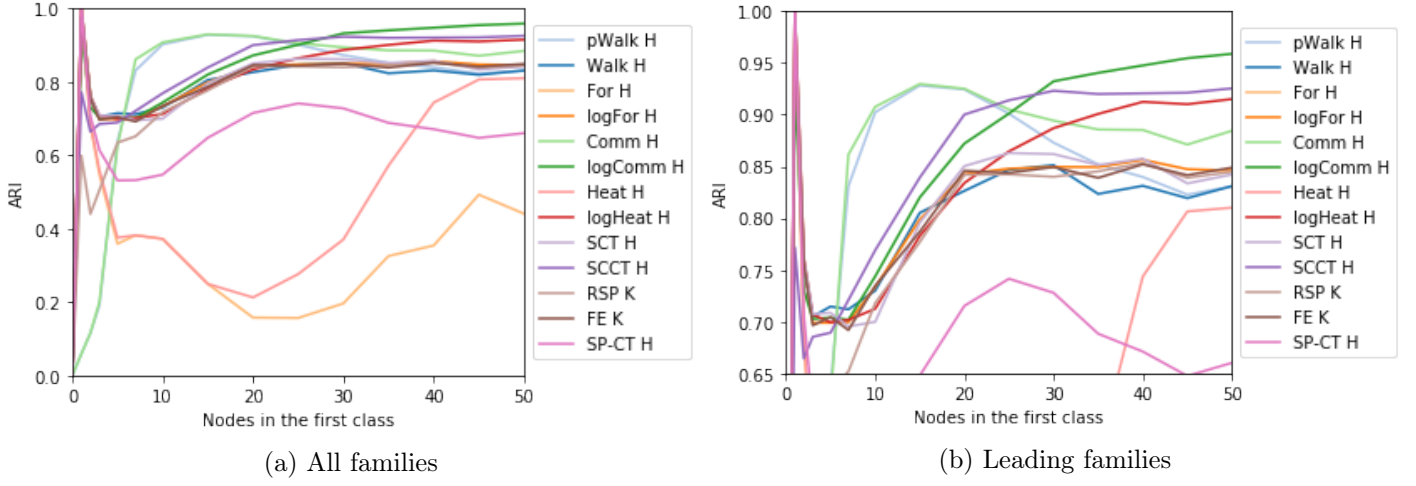 1.0
0.8
0.6
0.4
0.2
0.0
ARI
0 10 20 30 40 50
Nodes in the first class
pWalk H
Walk H
For H
logFor H
Comm H
logComm H
Heat H
logHeat H
SCT H
SCCT H
RSP K
FE K
SP-CT H
(a) All families
1.00
0.95
0.90
0.85
0.80
0.75
0.70
0.65
ARI
0 10 20 30 40 50
Nodes in the first class
pWalk H
Walk H
For H
logFor H
Comm H
logComm H
Heat H
logHeat H
SCT H
SCCT H
RSP K
FE K
SP-CT H
(b) Leading families